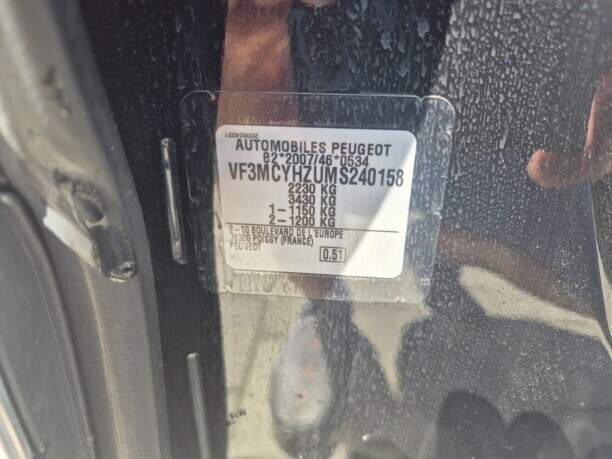 2005240021
AUTOMOBILES PEUGEOT
e2*2007/46*0534
VF3MCYHZUMS240158
2230 KG
3430 KG
1-1150 KG
2-1200 KG
2-10 BOULEVARD DE L'EUROPE
78300 POISSY (FRANCE)
PEUGEOT
0.51